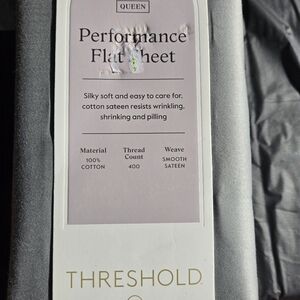 QUEEN
Performance
Flat Sheet
Silky soft and easy to care for,
cotton sateen resists wrinkling,
shrinking and pilling
Material
100%
COTTON
Thread
Count
400
Weave
SMOOTH
SATEEN
THRESHOLD